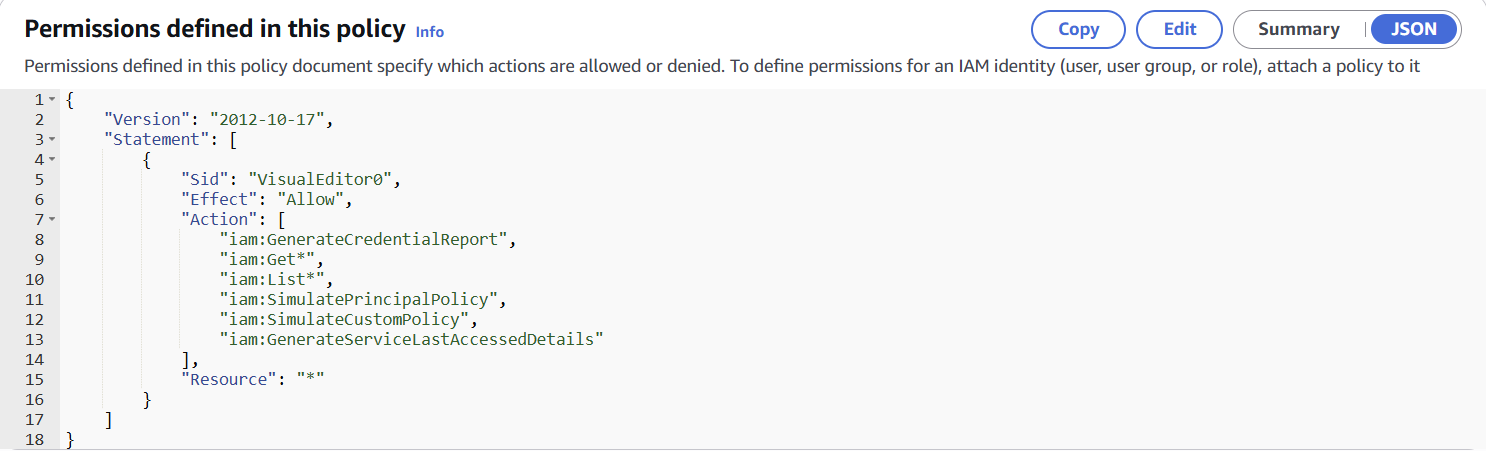 Permissions defined in this policy Info Copy Edit Summary | JSON
Permissions defined in this policy document specify which actions are allowed or denied. To define permissions for an IAM identity (user, user group, or role), attach a policy to it
1 {
2     "Version": "2012-10-17",
3     "Statement": [
4         {
5             "Sid": "VisualEditor0",
6             "Effect": "Allow",
7             "Action": [
8                 "iam:GenerateCredentialReport",
9                 "iam:Get*",
10                 "iam:List*",
11                 "iam:SimulatePrincipalPolicy",
12                 "iam:SimulateCustomPolicy",
13                 "iam:GenerateServiceLastAccessedDetails"
14             ],
15             "Resource": "*"
16         }
17     ]
18 }